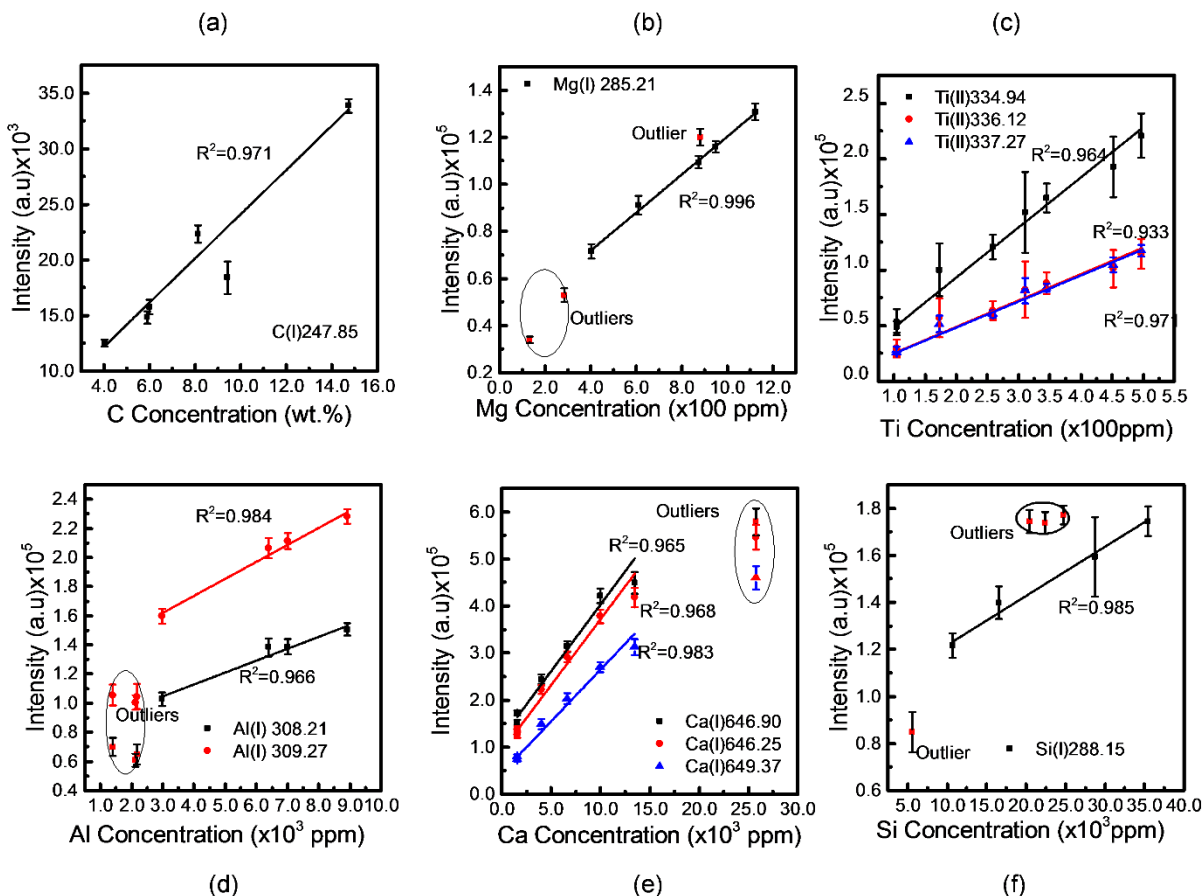 (a)
(b)
(c)
35.0
30.0
25.0
20.0
15.0
10.0
Intensity (a.u)x10³
R²=0.971
C(I)247.85
4.0 6.0 8.0 10.0 12.0 14.0 16.0
C Concentration (wt.%)
1.4
1.2
1.0
0.8
0.6
0.4
0.2
Intensity (a.u)x10⁵
Mg(I) 285.21
Outlier
R²=0.996
Outliers
0.0 2.0 4.0 6.0 8.0 10.0 12.0
Mg Concentration (x100 ppm)
2.5
2.0
1.5
1.0
0.5
0.0
Intensity (a.u)x10⁵
Ti(II)334.94
Ti(II)336.12
Ti(II)337.27
R²=0.964
R²=0.933
R²=0.971
1.0 1.5 2.0 2.5 3.0 3.5 4.0 4.5 5.0 5.5
Ti Concentration (x100ppm)
2.4
2.2
2.0
1.8
1.6
1.4
1.2
1.0
0.8
0.6
0.4
Intensity (a.u)x10⁵
R²=0.984
R²=0.966
Outliers
Al(I) 308.21
Al(I) 309.27
1.0 2.0 3.0 4.0 5.0 6.0 7.0 8.0 9.0 10.0
Al Concentration (x10³ ppm)
6.0
5.0
4.0
3.0
2.0
1.0
0.0
Intensity (a.u)x10⁵
Outliers
R²=0.965
R²=0.968
R²=0.983
Ca(I)646.90
Ca(I)646.25
Ca(I)649.37
0.0 5.0 10.0 15.0 20.0 25.0 30.0
Ca Concentration (x10³ ppm)
1.8
1.6
1.4
1.2
1.0
0.8
0.6
Intensity (a.u)x10⁵
Outliers
R²=0.985
Outlier
Si(I)288.15
5.0 10.0 15.0 20.0 25.0 30.0 35.0
Si Concentration (x10³ppm)
(d)
(e)
(f)